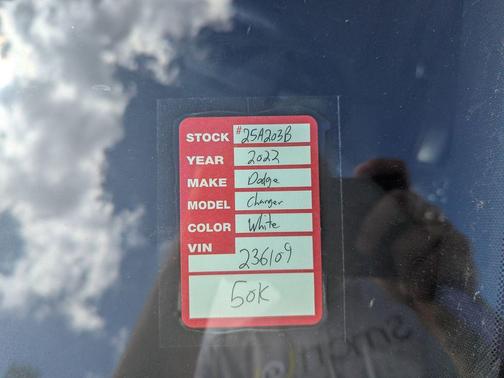 STOCK #25A203B
YEAR 2022
MAKE Dodge
MODEL Charger
COLOR White
VIN 236109
50K